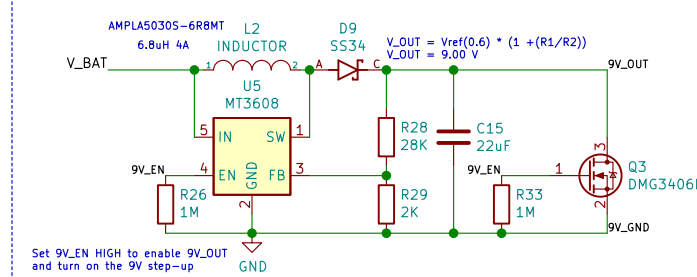 AMPLA5030S-6R8MT
6.8uH 4A
L2
INDUCTOR
D9
SS34
V_OUT = Vref(0.6) * (1 +(R1/R2))
V_OUT = 9.00 V
V_BAT
1
2
A
C
9V_OUT
U5
MT3608
5
IN
SW
1
4
EN
GND
FB
3
2
9V_EN
R26
1M
R28
28K
R29
2K
C15
22uF
9V_EN
R33
1M
1
3
2
Q3
DMG3406L
9V_GND
GND
Set 9V_EN HIGH to enable 9V_OUT
and turn on the 9V step-up